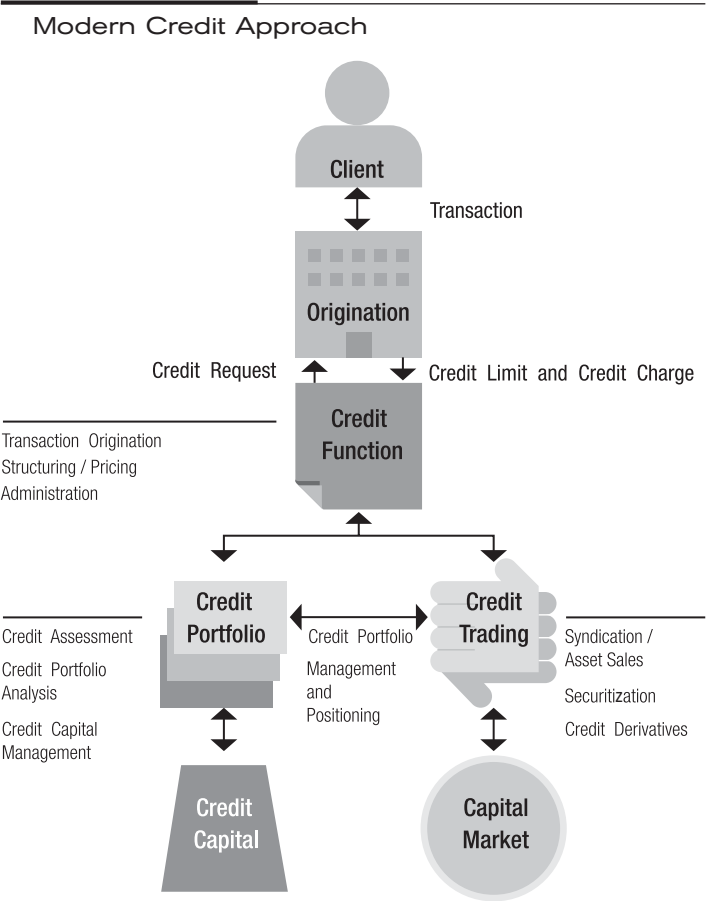 Modern Credit Approach
Client
Transaction
Origination
Credit Request
Credit Limit and Credit Charge
Credit
Function
Transaction Origination
Structuring / Pricing
Administration
Credit
Portfolio
Credit
Trading
Credit Assessment
Credit Portfolio
Analysis
Credit Capital
Management
Credit Portfolio
Management
and
Positioning
Syndication /
Asset Sales
Securitization
Credit Derivatives
Credit
Capital
Capital
Market